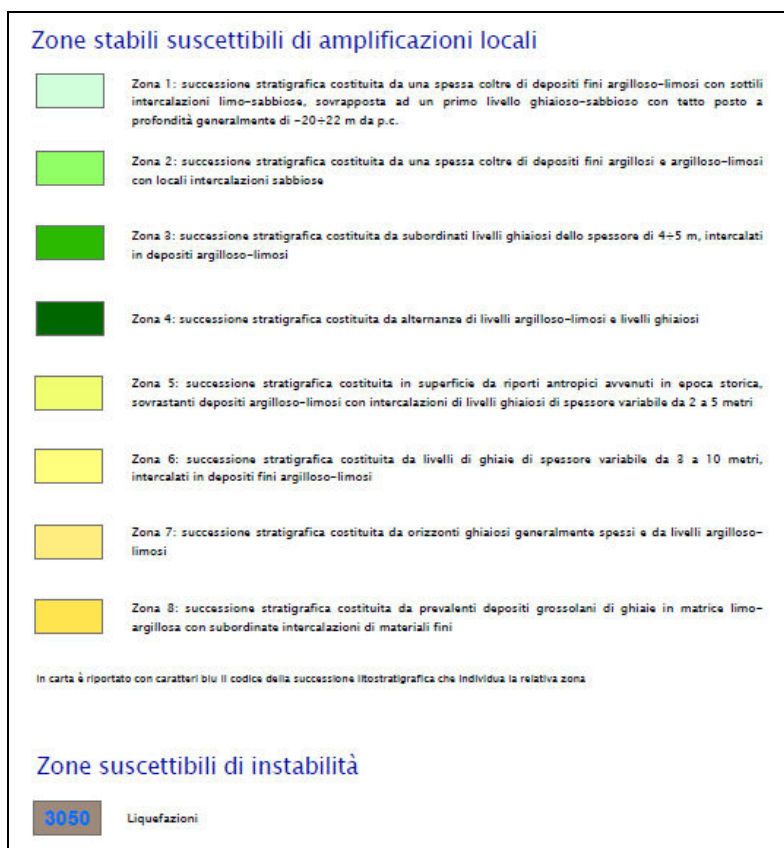 Zone stabili suscettibili di amplificazioni locali
Zona 1: successione stratigrafica costituita da una spessa coltre di depositi fini argilloso-limosi con sottili
intercalazioni limo-sabbiose, sovrapposta ad un primo livello ghiaioso-sabbioso con tetto posto a
profondità generalmente di -20÷22 m da p.c.
Zona 2: successione stratigrafica costituita da una spessa coltre di depositi fini argillosi e argilloso-limosi
con locali intercalazioni sabbiose
Zona 3: successione stratigrafica costituita da subordinati livelli ghiaiosi dello spessore di 4÷5 m, intercalati
in depositi argilloso-limosi
Zona 4: successione stratigrafica costituita da alternanze di livelli argilloso-limosi e livelli ghiaiosi
Zona 5: successione stratigrafica costituita in superficie da riporti antropici avvenuti in epoca storica,
sovrastanti depositi argilloso-limosi con intercalazioni di livelli ghiaiosi di spessore variabile da 2 a 5 metri
Zona 6: successione stratigrafica costituita da livelli di ghiaie di spessore variabile da 3 a 10 metri,
intercalati in depositi fini argilloso-limosi
Zona 7: successione stratigrafica costituita da orizzonti ghiaiosi generalmente spessi e da livelli argilloso-
limosi
Zona 8: successione stratigrafica costituita da prevalenti depositi grossolani di ghiaie in matrice limo-
argillosa con subordinate intercalazioni di materiali fini
In carta è riportato con caratteri blu il codice della successione litostratigrafica che individua la relativa zona
Zone suscettibili di instabilità
3050 Liquefazioni